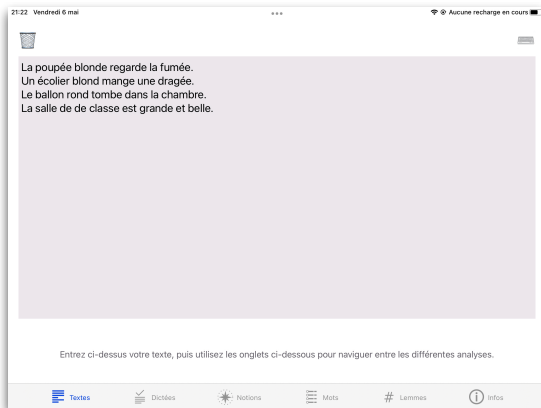 21:22 Vendredi 6 mai
Aucune recharge en cours
La poupée blonde regarde la fumée.
Un écolier blond mange une dragée.
Le ballon rond tombe dans la chambre.
La salle de de classe est grande et belle.
Entrez ci-dessus votre texte, puis utilisez les onglets ci-dessous pour naviguer entre les différentes analyses.
Textes Dictées Notions Mots # Lemmes Infos